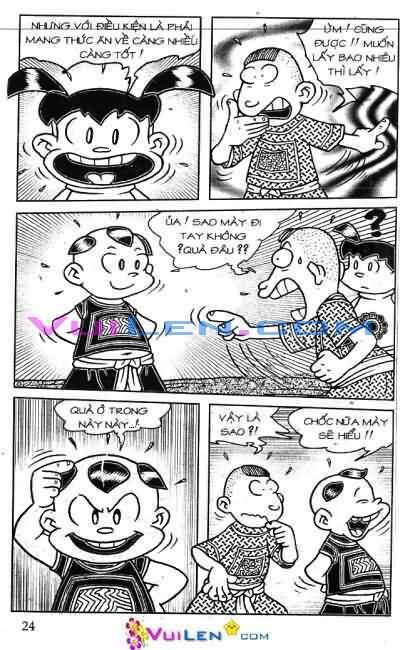 NHƯNG VỚI ĐIỀU KIỆN LÀ PHẢI
MANG THỨC ĂN VỀ CÀNG NHIỀU
CÀNG TỐT !
ỪM ! CŨNG
ĐƯỢC !! MUỐN
LẤY BAO NHIÊU
THÌ LẤY !
ỦA ! SAO MÀY ĐI
TAY KHÔNG
?QUÀ ĐÂU ??
?
VUILEN.COM
QUÀ Ở TRONG
NÀY NÀY...!
VẬY LÀ
SAO ?!
CHỐC NỮA MÀY
SẼ HIỂU !!
24
VUILEN COM